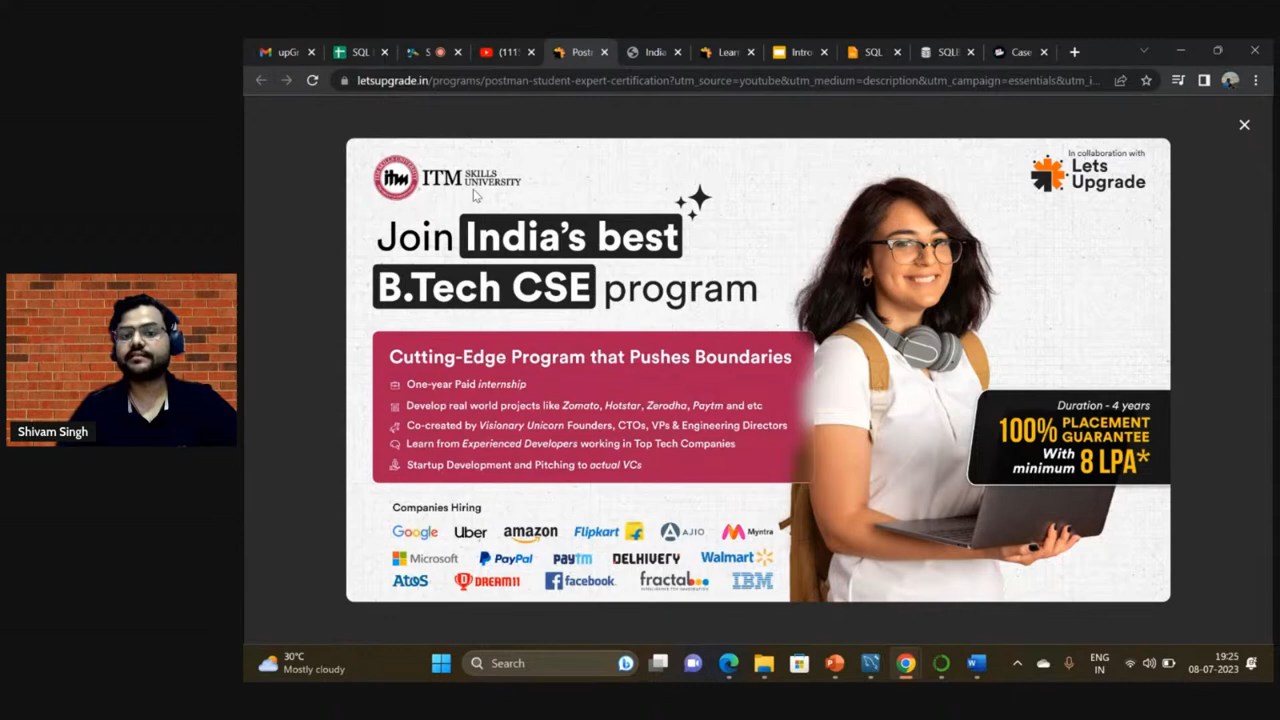 upGr
SQL
S
(111
Postr
India
Learn
Intro
SQL
SQLI
Case
letsupgrade.in/programs/postman-student-expert-certification?utm_source=youtube&utm_medium=description&utm_campaign=essentials&utm_i...
itm
ITM SKILLS UNIVERSITY
In collaboration with
Lets
Upgrade
Join India's best
B.Tech CSE program
Cutting-Edge Program that Pushes Boundaries
One-year Paid internship
Develop real world projects like Zomato, Hotstar, Zerodha, Paytm and etc
Co-created by Visionary Unicorn Founders, CTOs, VPs & Engineering Directors
Learn from Experienced Developers working in Top Tech Companies
Startup Development and Pitching to actual VCs
Duration - 4 years
100% PLACEMENT GUARANTEE
With minimum 8 LPA*
Companies Hiring
Google Uber amazon Flipkart AJIO Myntra
Microsoft PayPal paytm DELHIVERY Walmart
Atos DREAM11 facebook fractal IBM
Shivam Singh
30°C
Mostly cloudy
Search
ENG
IN
19:25
08-07-2023